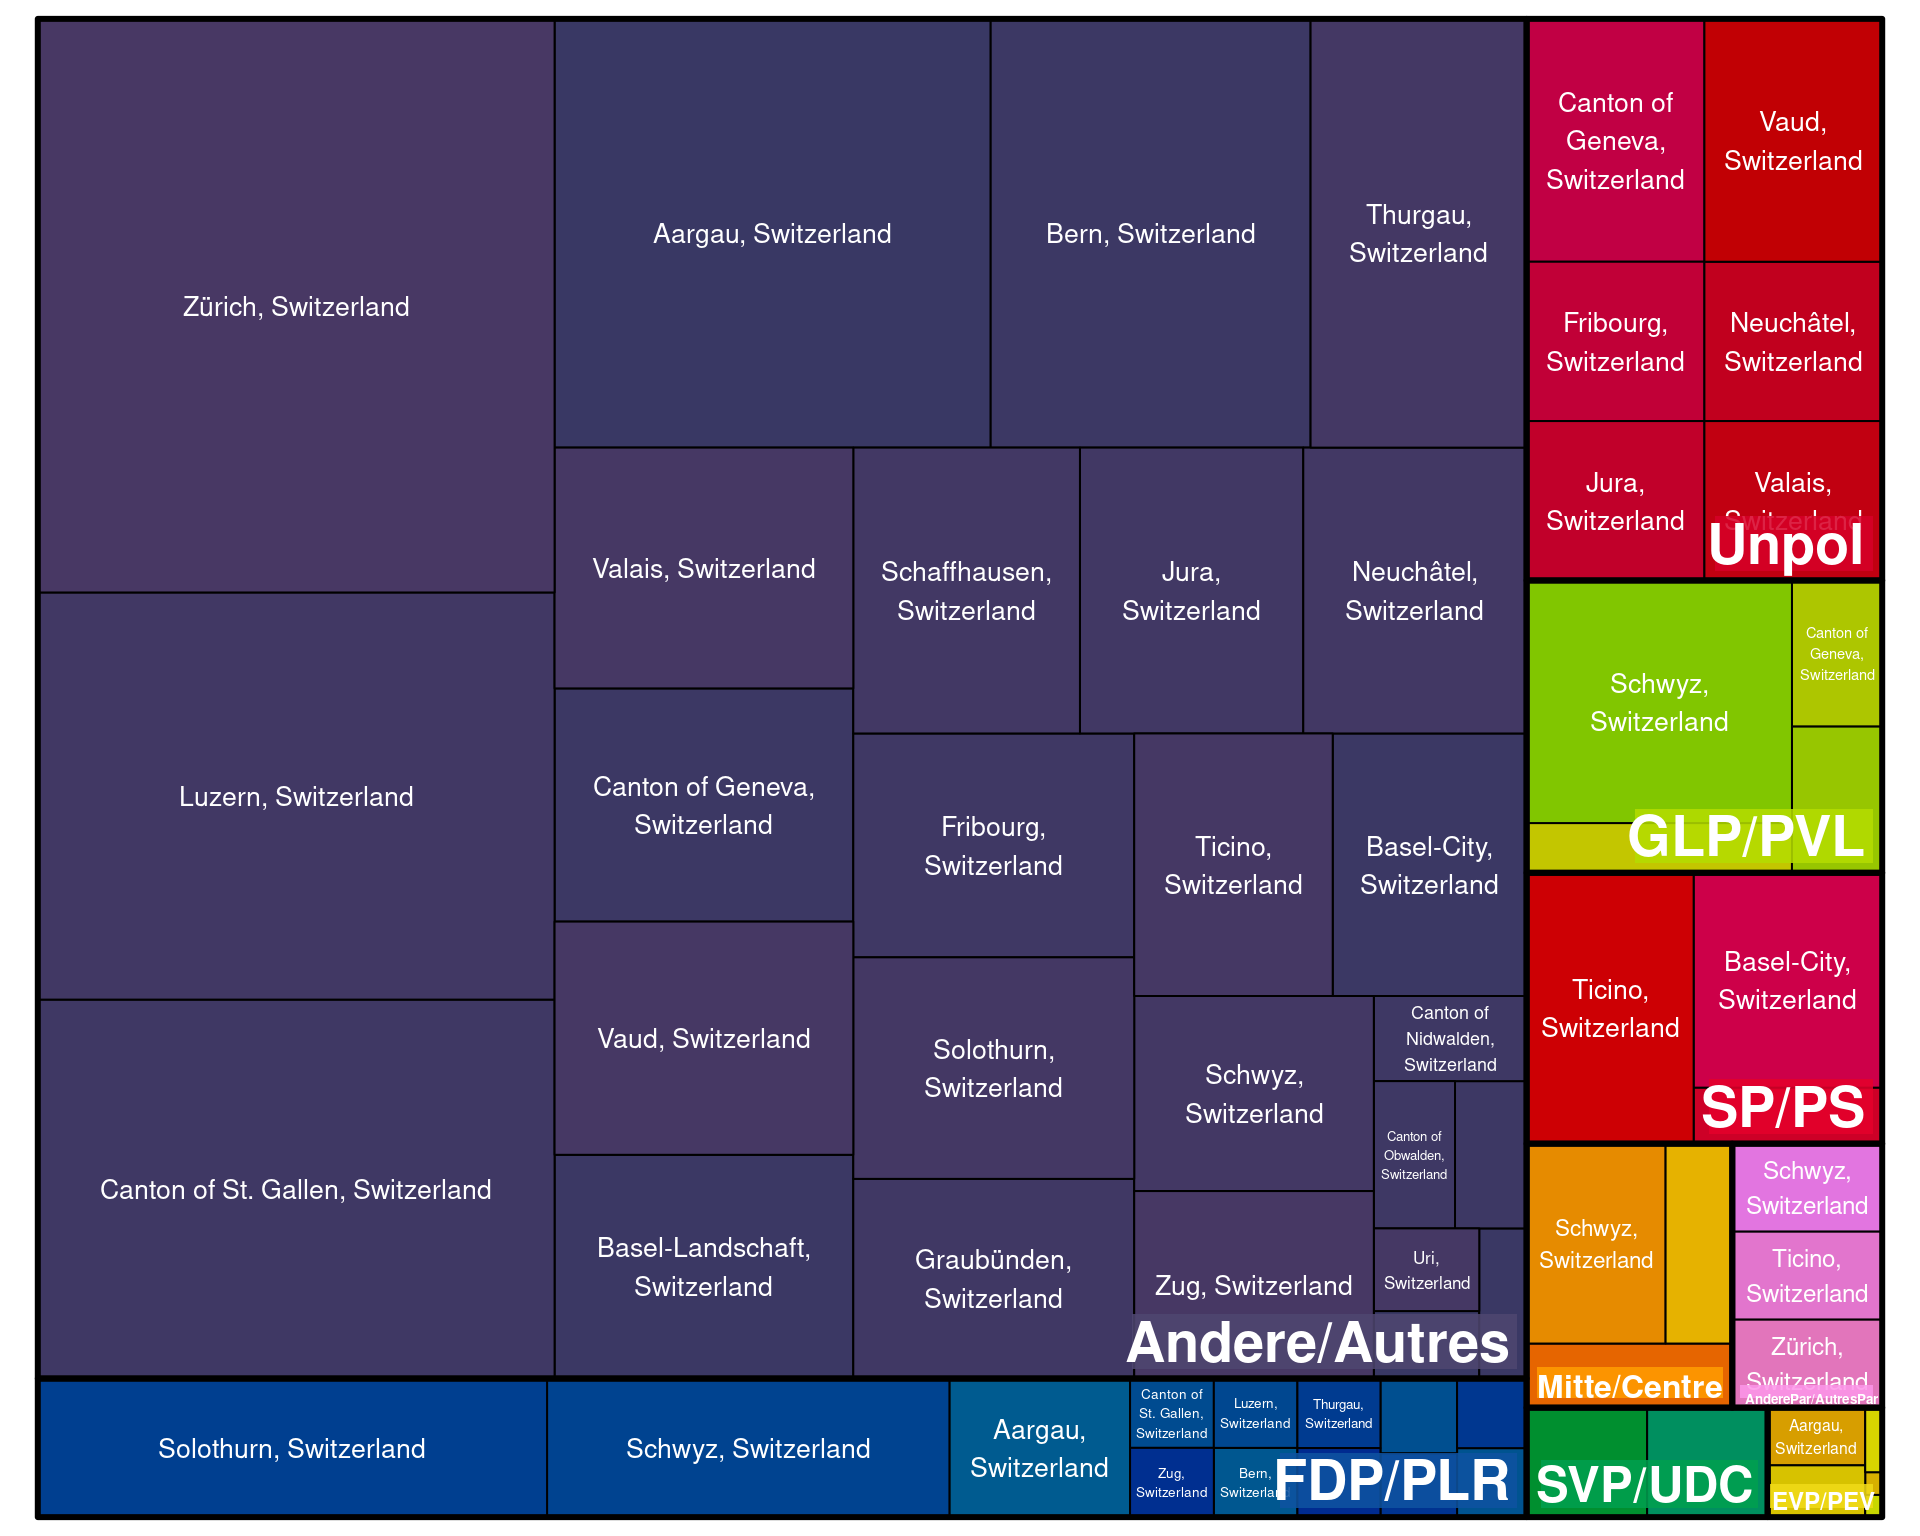 Zürich, Switzerland
Luzern, Switzerland
Canton of St. Gallen, Switzerland
Aargau, Switzerland
Bern, Switzerland
Thurgau,
Switzerland
Valais, Switzerland
Canton of Geneva,
Switzerland
Vaud, Switzerland
Basel-Landschaft,
Switzerland
Schaffhausen,
Switzerland
Jura,
Switzerland
Neuchâtel,
Switzerland
Fribourg,
Switzerland
Solothurn,
Switzerland
Graubünden,
Switzerland
Ticino,
Switzerland
Basel-City,
Switzerland
Schwyz,
Switzerland
Zug, Switzerland
Canton of
Nidwalden,
Switzerland
Canton of
Obwalden,
Switzerland
Uri,
Switzerland
Andere/Autres
Solothurn, Switzerland
Schwyz, Switzerland
Aargau,
Switzerland
Canton of
St. Gallen,
Switzerland
Zug,
Switzerland
Luzern,
Switzerland
Bern,
Switzerland
Thurgau,
Switzerland
FDP/PLR
Canton of
Geneva,
Switzerland
Vaud,
Switzerland
Fribourg,
Switzerland
Neuchâtel,
Switzerland
Jura,
Switzerland
Valais,
Switzerland
Unpol
Schwyz,
Switzerland
Canton of
Geneva,
Switzerland
GLP/PVL
Ticino,
Switzerland
Basel-City,
Switzerland
SP/PS
Schwyz,
Switzerland
Mitte/Centre
Schwyz,
Switzerland
Ticino,
Switzerland
Zürich,
Switzerland
AnderePar/AutresPar
SVP/UDC
Aargau,
Switzerland
EVP/PEV